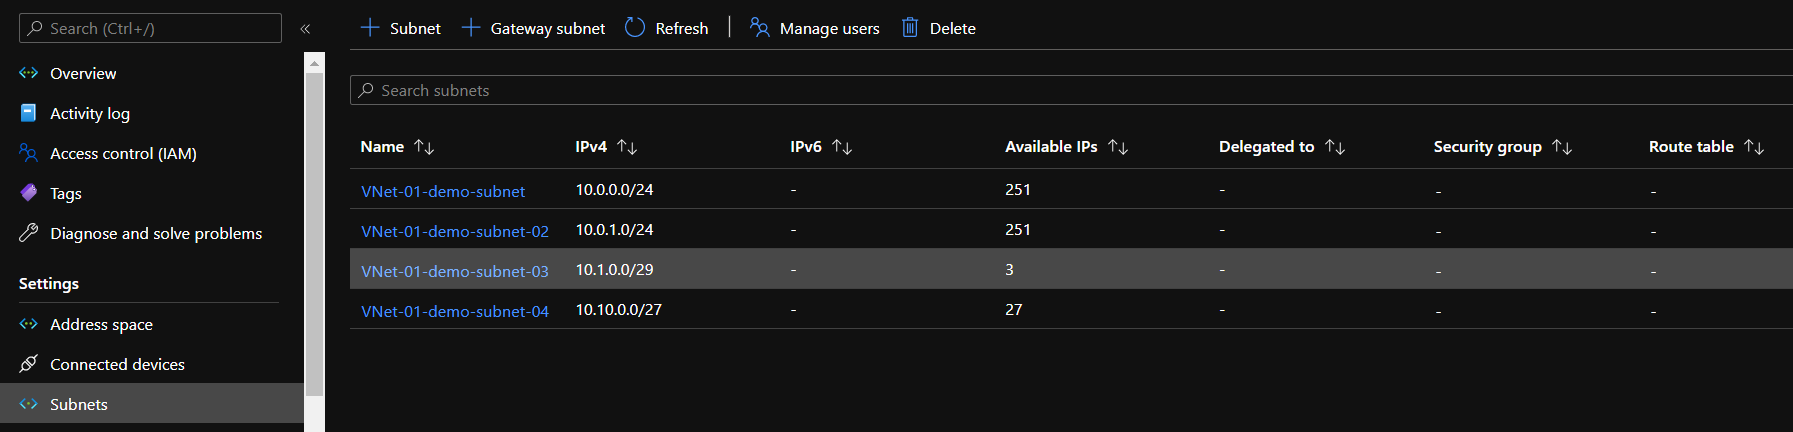 Search (Ctrl+/)
«
Overview
Activity log
Access control (IAM)
Tags
Diagnose and solve problems
Settings
Address space
Connected devices
Subnets
+ Subnet + Gateway subnet Refresh | Manage users Delete
Search subnets
Name ↑↓ IPv4 ↑↓ IPv6 ↑↓ Available IPs ↑↓ Delegated to ↑↓ Security group ↑↓ Route table ↑↓
VNet-01-demo-subnet 10.0.0.0/24 - 251 - - -
VNet-01-demo-subnet-02 10.0.1.0/24 - 251 - - -
VNet-01-demo-subnet-03 10.1.0.0/29 - 3 - - -
VNet-01-demo-subnet-04 10.10.0.0/27 - 27 - - -